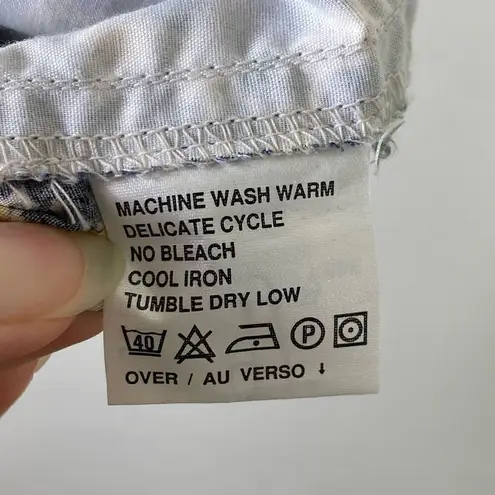 MACHINE WASH WARM
DELICATE CYCLE
NO BLEACH
COOL IRON
TUMBLE DRY LOW
40 P
OVER / AU VERSO ↓